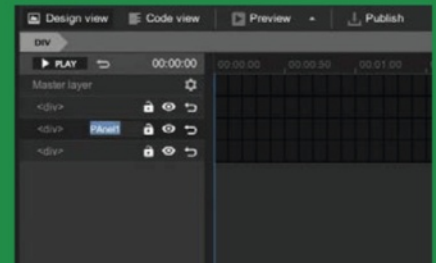 Design view Code view Preview Publish
DIV
PLAY 00:00:00 00:00:00 00:00:50 00:01:00
Master layer
<div>
<div> PAnel1
<div>